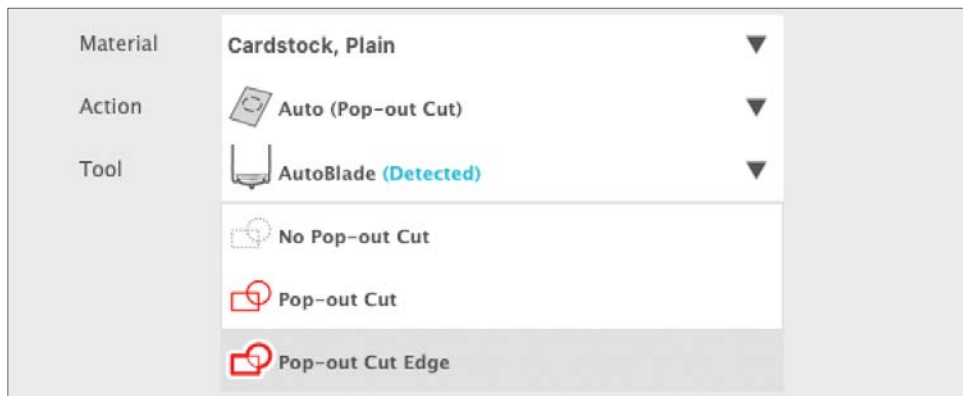 Material Cardstock, Plain
Action Auto (Pop-out Cut)
Tool AutoBlade (Detected)
No Pop-out Cut
Pop-out Cut
Pop-out Cut Edge